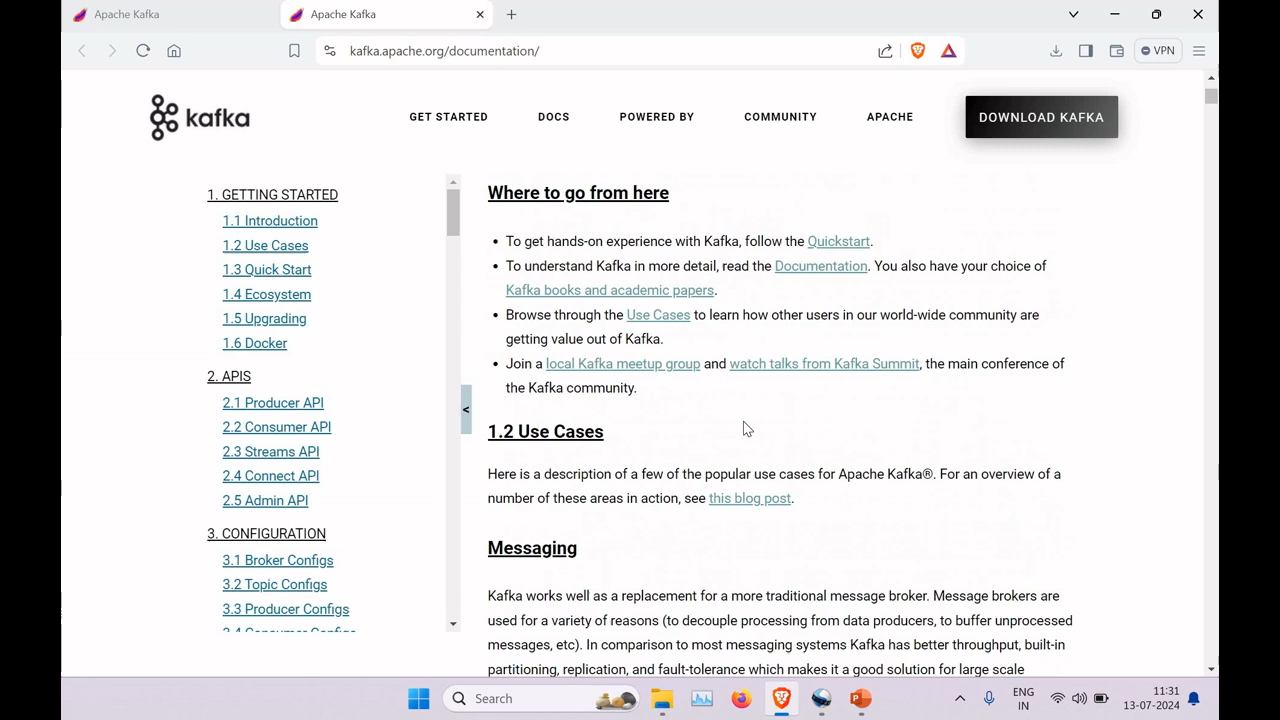 Apache Kafka
Apache Kafka
kafka.apache.org/documentation/
VPN
kafka
GET STARTED
DOCS
POWERED BY
COMMUNITY
APACHE
DOWNLOAD KAFKA
1. GETTING STARTED
1.1 Introduction
1.2 Use Cases
1.3 Quick Start
1.4 Ecosystem
1.5 Upgrading
1.6 Docker
2. APIS
2.1 Producer API
2.2 Consumer API
2.3 Streams API
2.4 Connect API
2.5 Admin API
3. CONFIGURATION
3.1 Broker Configs
3.2 Topic Configs
3.3 Producer Configs
3.4 Consumer Configs
<
Where to go from here
• To get hands-on experience with Kafka, follow the Quickstart.
• To understand Kafka in more detail, read the Documentation. You also have your choice of
Kafka books and academic papers.
• Browse through the Use Cases to learn how other users in our world-wide community are
getting value out of Kafka.
• Join a local Kafka meetup group and watch talks from Kafka Summit, the main conference of
the Kafka community.
1.2 Use Cases
Here is a description of a few of the popular use cases for Apache Kafka®. For an overview of a
number of these areas in action, see this blog post.
Messaging
Kafka works well as a replacement for a more traditional message broker. Message brokers are
used for a variety of reasons (to decouple processing from data producers, to buffer unprocessed
messages, etc). In comparison to most messaging systems Kafka has better throughput, built-in
partitioning, replication, and fault-tolerance which makes it a good solution for large scale
Search
ENG
IN
11:31
13-07-2024